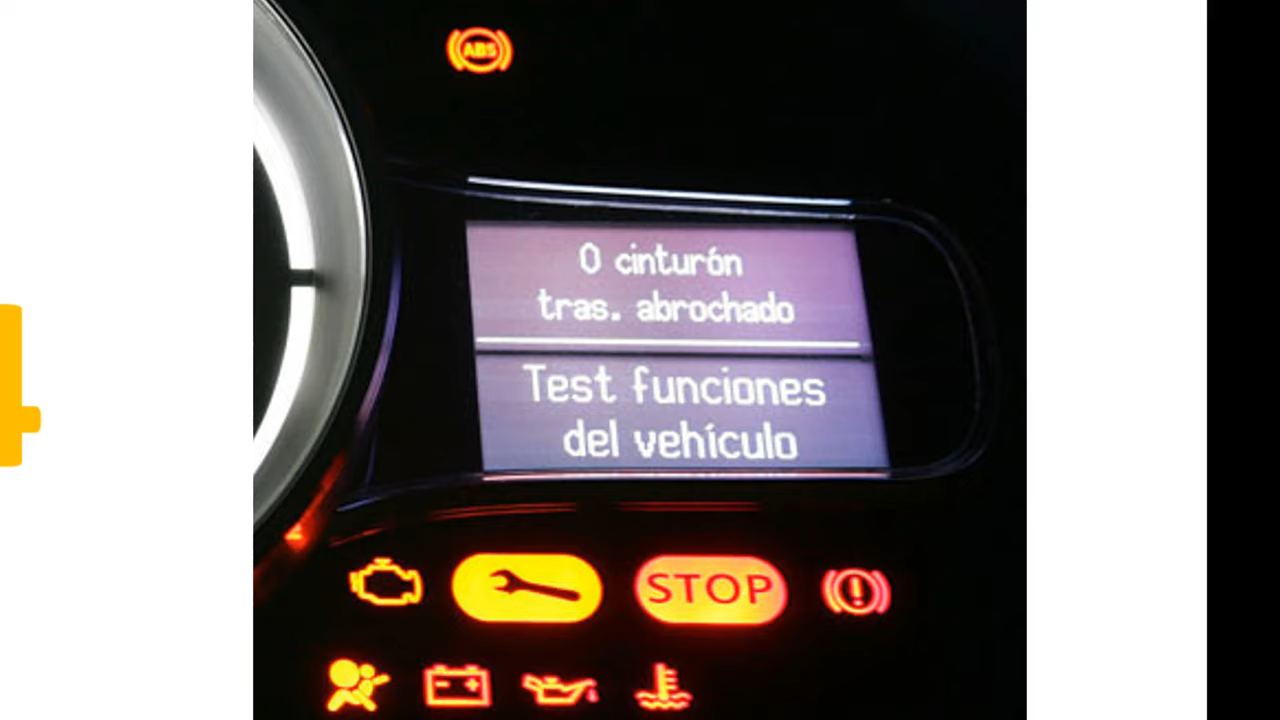 ABS
0 cinturón
tras. abrochado
Test funciones
del vehículo
STOP